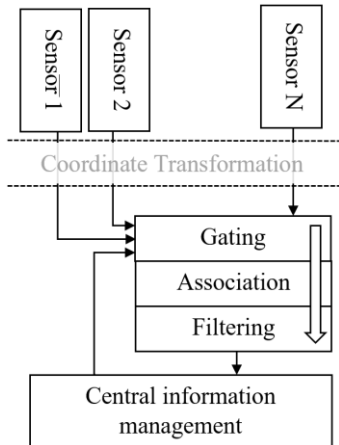 Sensor 1
Sensor 2
Sensor N
Coordinate Transformation
Gating
Association
Filtering
Central information
management